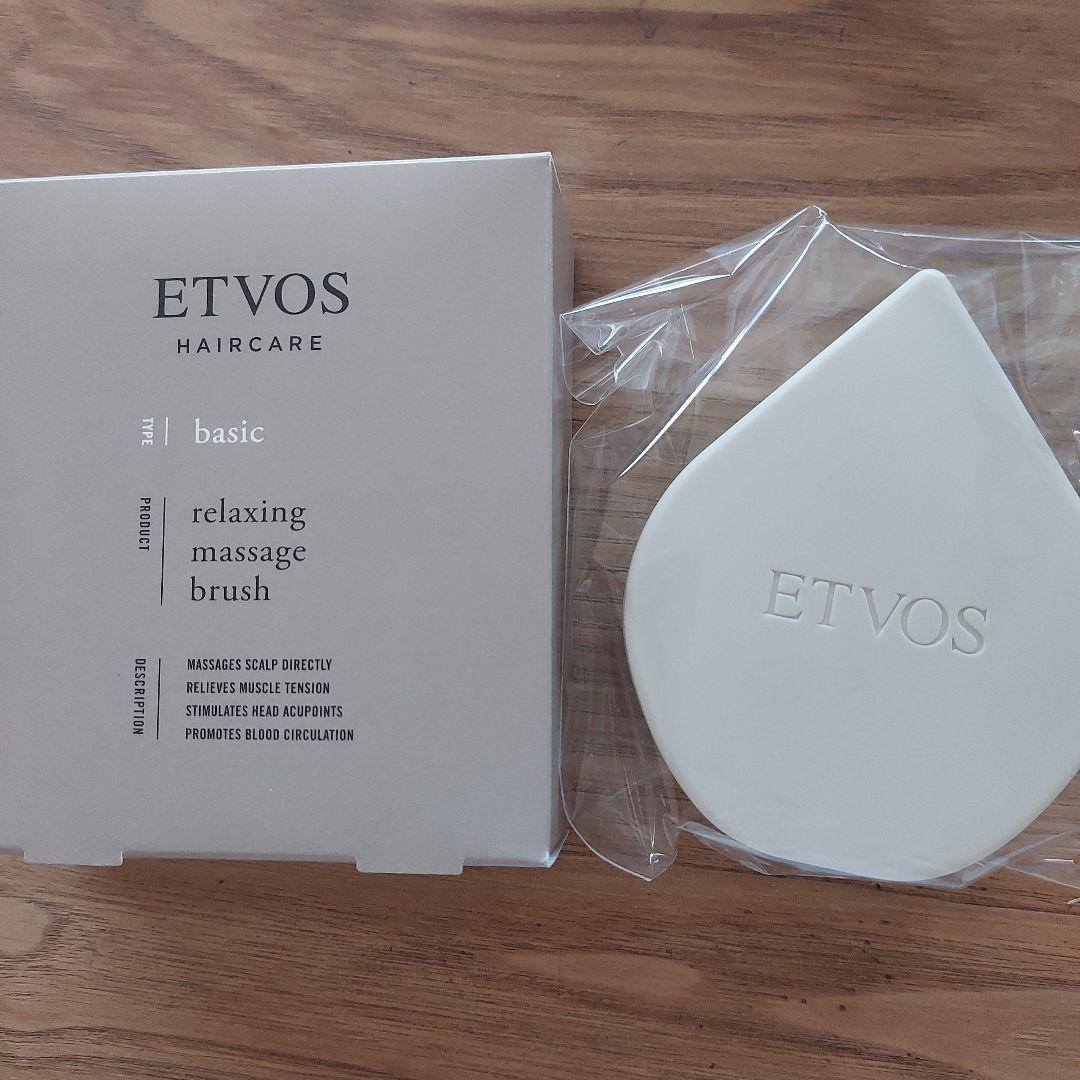 ETVOS
HAIRCARE
TYPE
basic
PRODUCT
relaxing
massage
brush
DESCRIPTION
MASSAGES SCALP DIRECTLY
RELIEVES MUSCLE TENSION
STIMULATES HEAD ACUPOINTS
PROMOTES BLOOD CIRCULATION
ETVOS